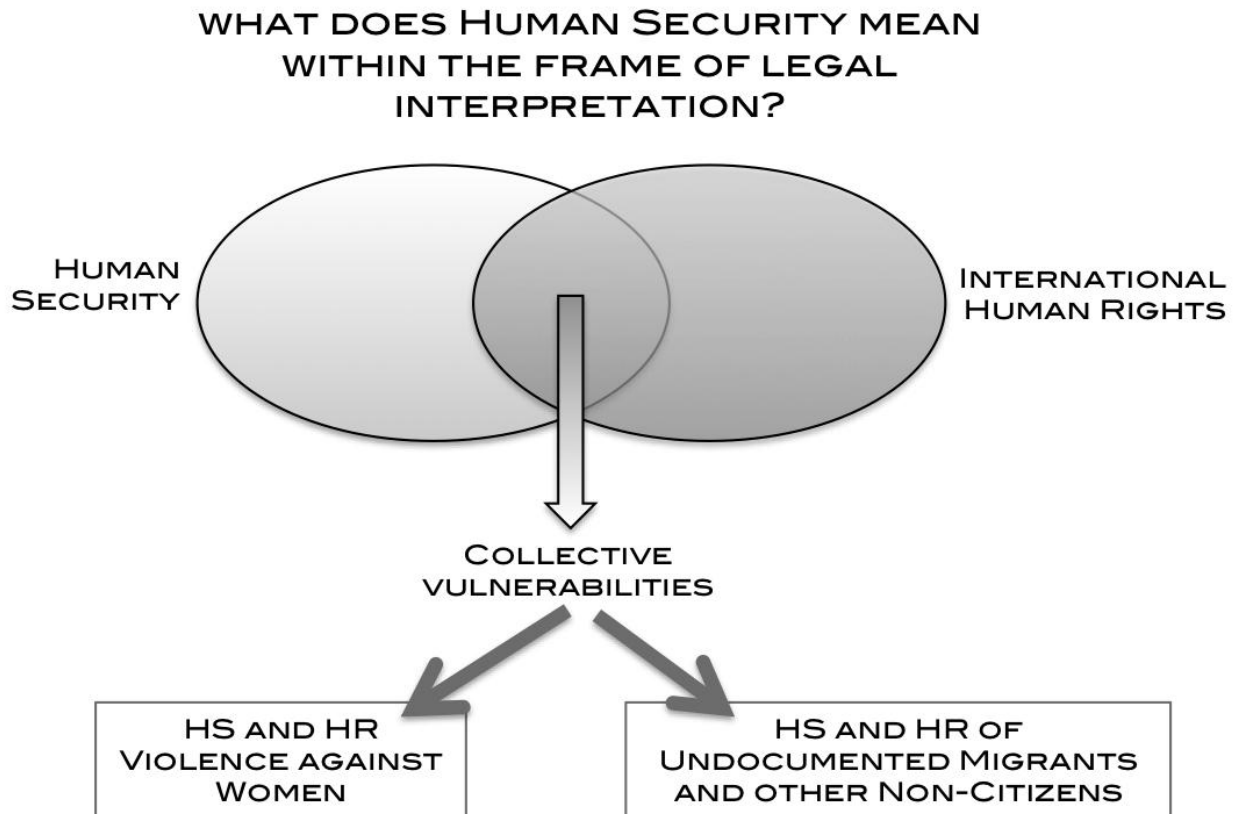 WHAT DOES HUMAN SECURITY MEAN
WITHIN THE FRAME OF LEGAL
INTERPRETATION?
HUMAN
SECURITY
INTERNATIONAL
HUMAN RIGHTS
COLLECTIVE
VULNERABILITIES
HS AND HR
VIOLENCE AGAINST
WOMEN
HS AND HR OF
UNDOCUMENTED MIGRANTS
AND OTHER NON-CITIZENS